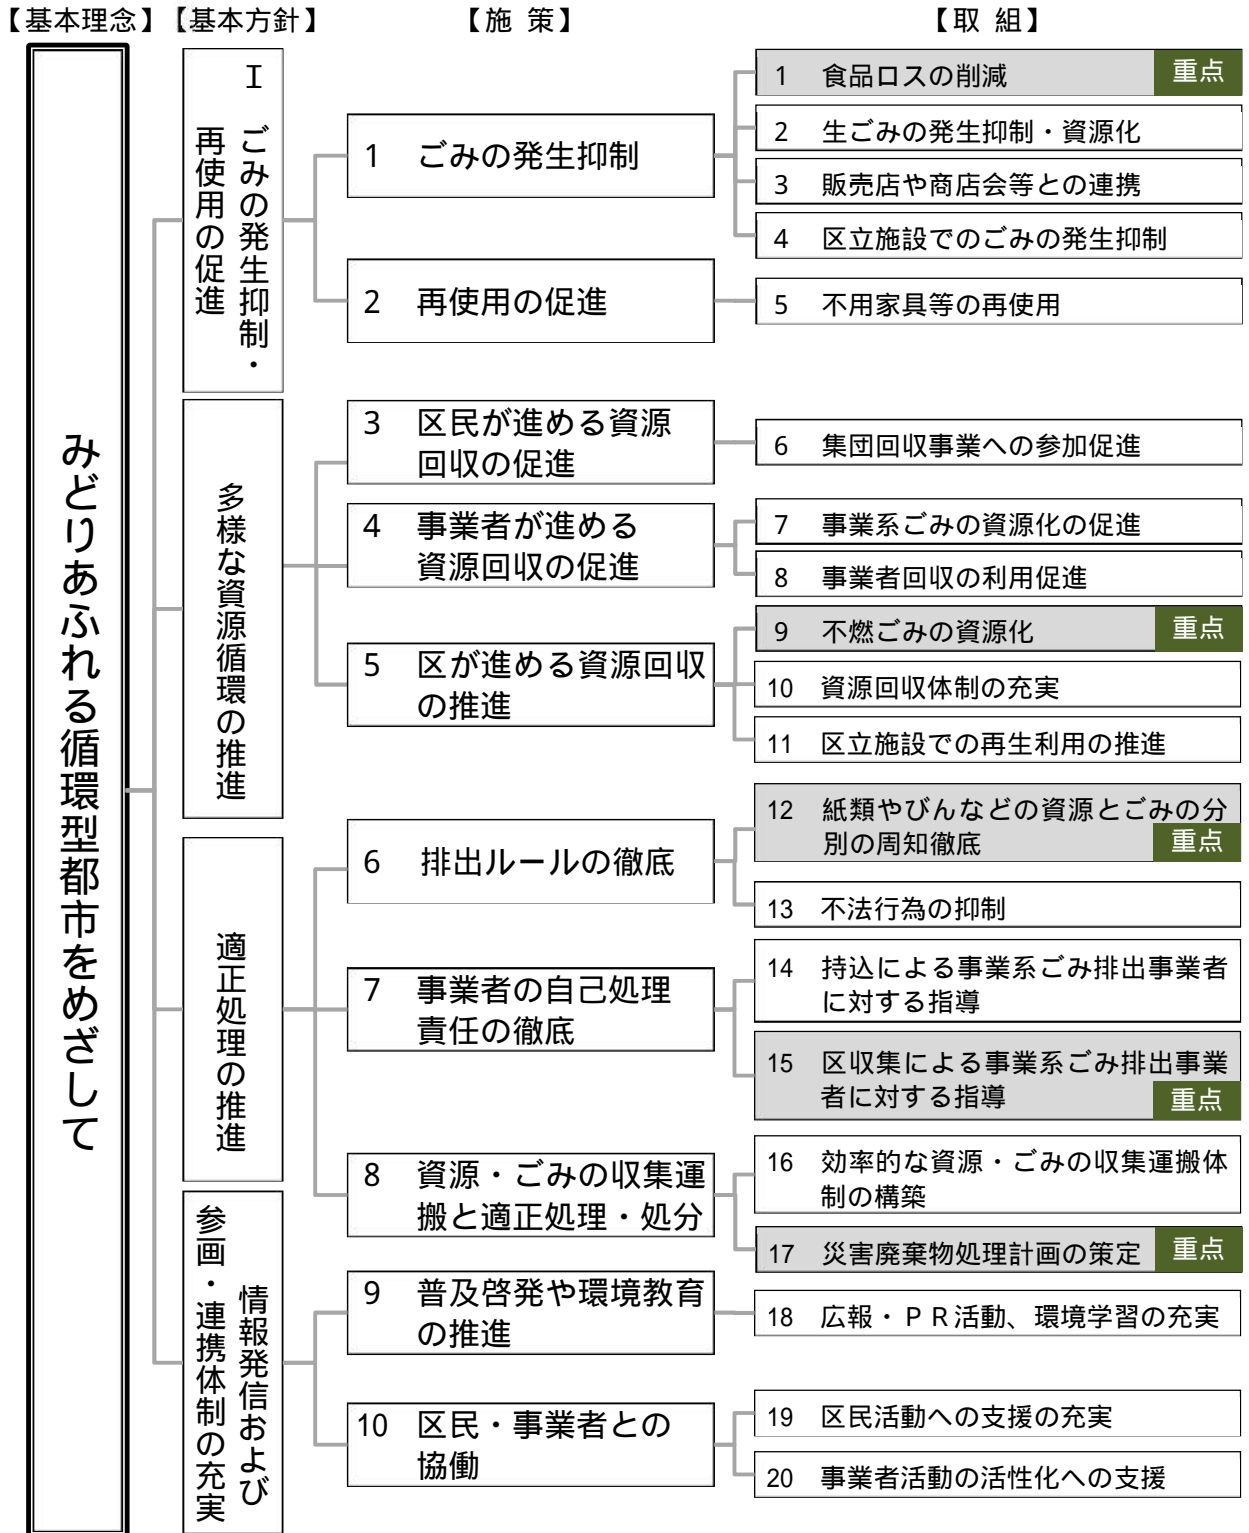 【基本理念】【基本方針】 【施 策】 【取 組】
みどりあふれる循環型都市をめざして
Ⅰ ごみの発生抑制・
再使用の促進
1 ごみの発生抑制
1 食品ロスの削減 重点
2 生ごみの発生抑制・資源化
3 販売店や商店会等との連携
4 区立施設でのごみの発生抑制
2 再使用の促進
5 不用家具等の再使用
多様な資源循環の推進
3 区民が進める資源
回収の促進
6 集団回収事業への参加促進
4 事業者が進める
資源回収の促進
7 事業系ごみの資源化の促進
8 事業者回収の利用促進
5 区が進める資源回収
の推進
9 不燃ごみの資源化 重点
10 資源回収体制の充実
11 区立施設での再生利用の推進
適正処理の推進
6 排出ルールの徹底
12 紙類やびんなどの資源とごみの分
別の周知徹底 重点
13 不法行為の抑制
7 事業者の自己処理
責任の徹底
14 持込による事業系ごみ排出事業者
に対する指導
15 区収集による事業系ごみ排出事業
者に対する指導 重点
8 資源・ごみの収集運
搬と適正処理・処分
16 効率的な資源・ごみの収集運搬体
制の構築
17 災害廃棄物処理計画の策定 重点
情報発信および
参画・連携体制の充実
9 普及啓発や環境教育
の推進
18 広報・ＰＲ活動、環境学習の充実
10 区民・事業者との
協働
19 区民活動への支援の充実
20 事業者活動の活性化への支援